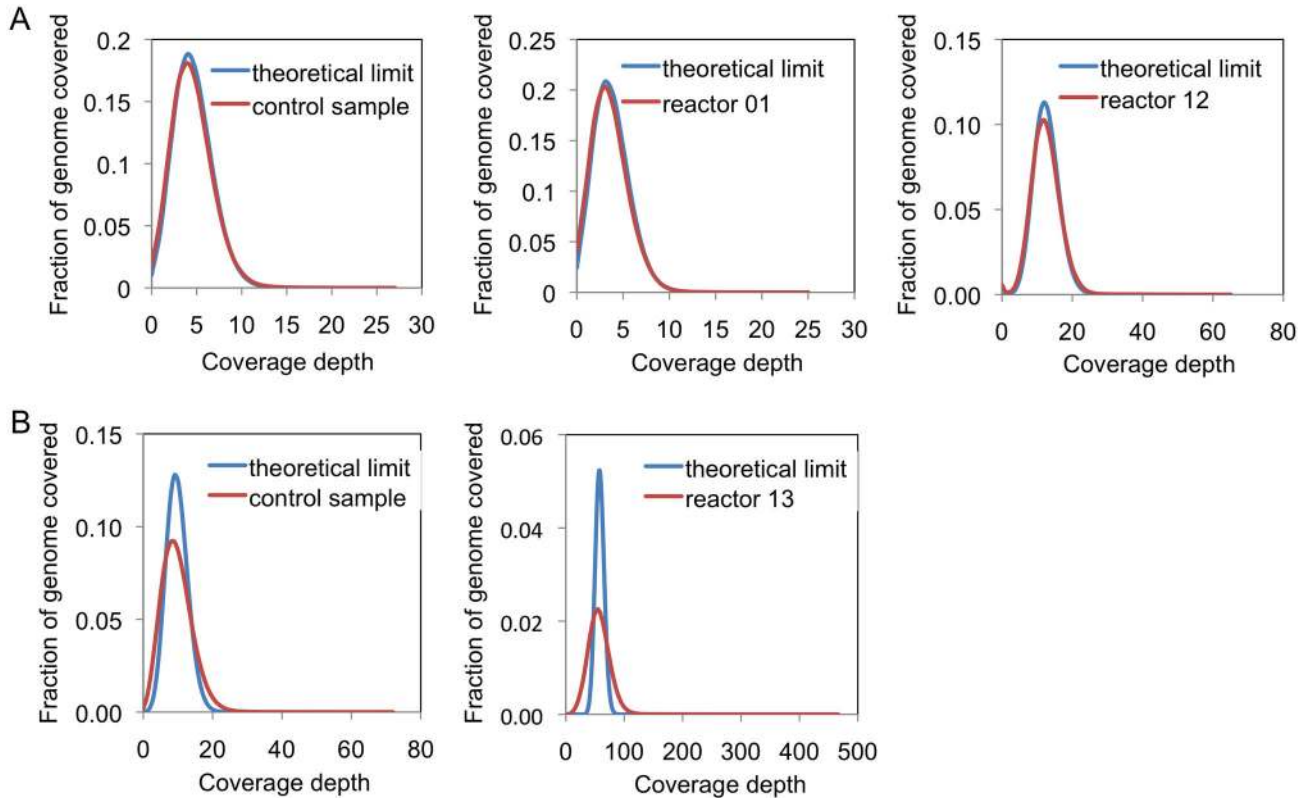 A
Fraction of genome covered
0.2
0.15
0.1
0.05
0
theoretical limit
control sample
0 5 10 15 20 25 30
Coverage depth
Fraction of genome covered
0.25
0.2
0.15
0.1
0.05
0
theoretical limit
reactor 01
0 5 10 15 20 25 30
Coverage depth
Fraction of genome covered
0.15
0.10
0.05
0.00
theoretical limit
reactor 12
0 20 40 60 80
Coverage depth
B
Fraction of genome covered
0.15
0.10
0.05
0.00
theoretical limit
control sample
0 20 40 60 80
Coverage depth
Fraction of genome covered
0.06
0.04
0.02
0.00
theoretical limit
reactor 13
0 100 200 300 400 500
Coverage depth